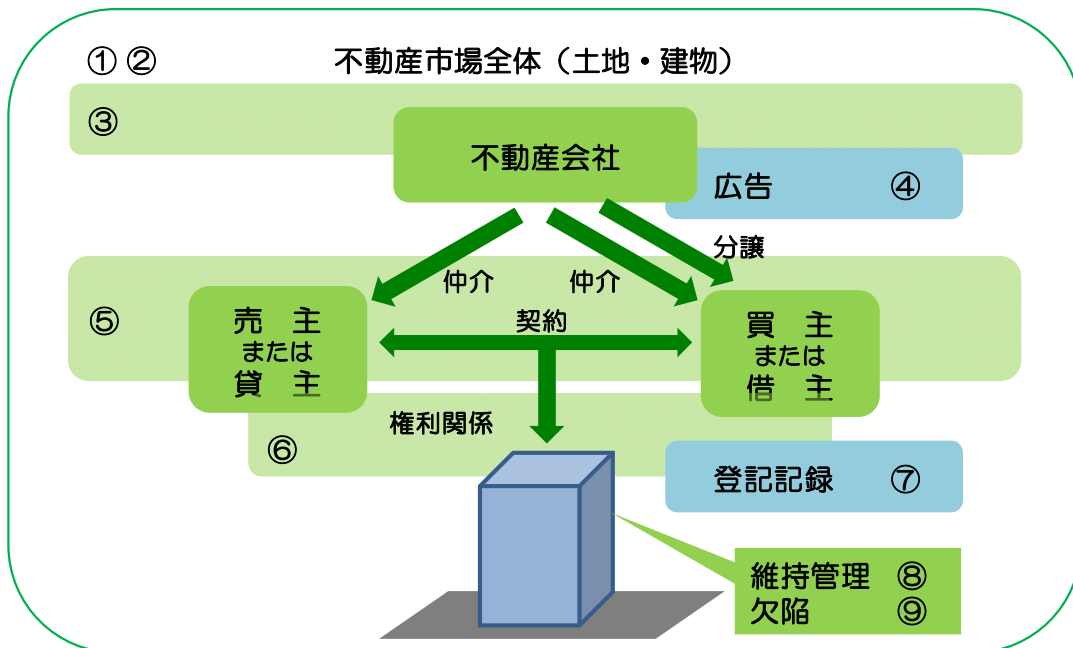 ① ② 不動産市場全体（土地・建物）
③
不動産会社
広告 ④
分譲
仲介 仲介
⑤
売 主
または
貸 主
契約
買 主
または
借 主
権利関係
⑥
登記記録 ⑦
維持管理 ⑧
欠陥 ⑨